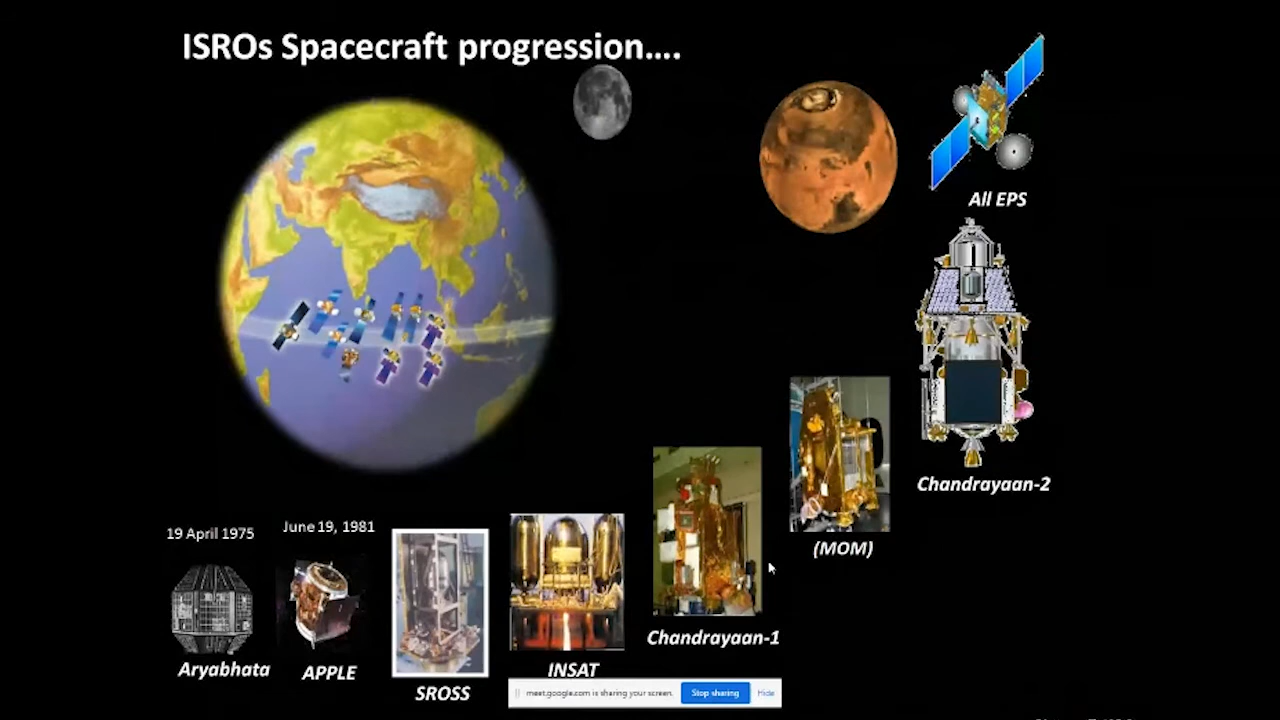 ISROs Spacecraft progression....
All EPS
Chandrayaan-2
(MOM)
Chandrayaan-1
19 April 1975
June 19, 1981
Aryabhata
APPLE
SROSS
INSAT
meet.google.com is sharing your screen.
Stop sharing
Hide